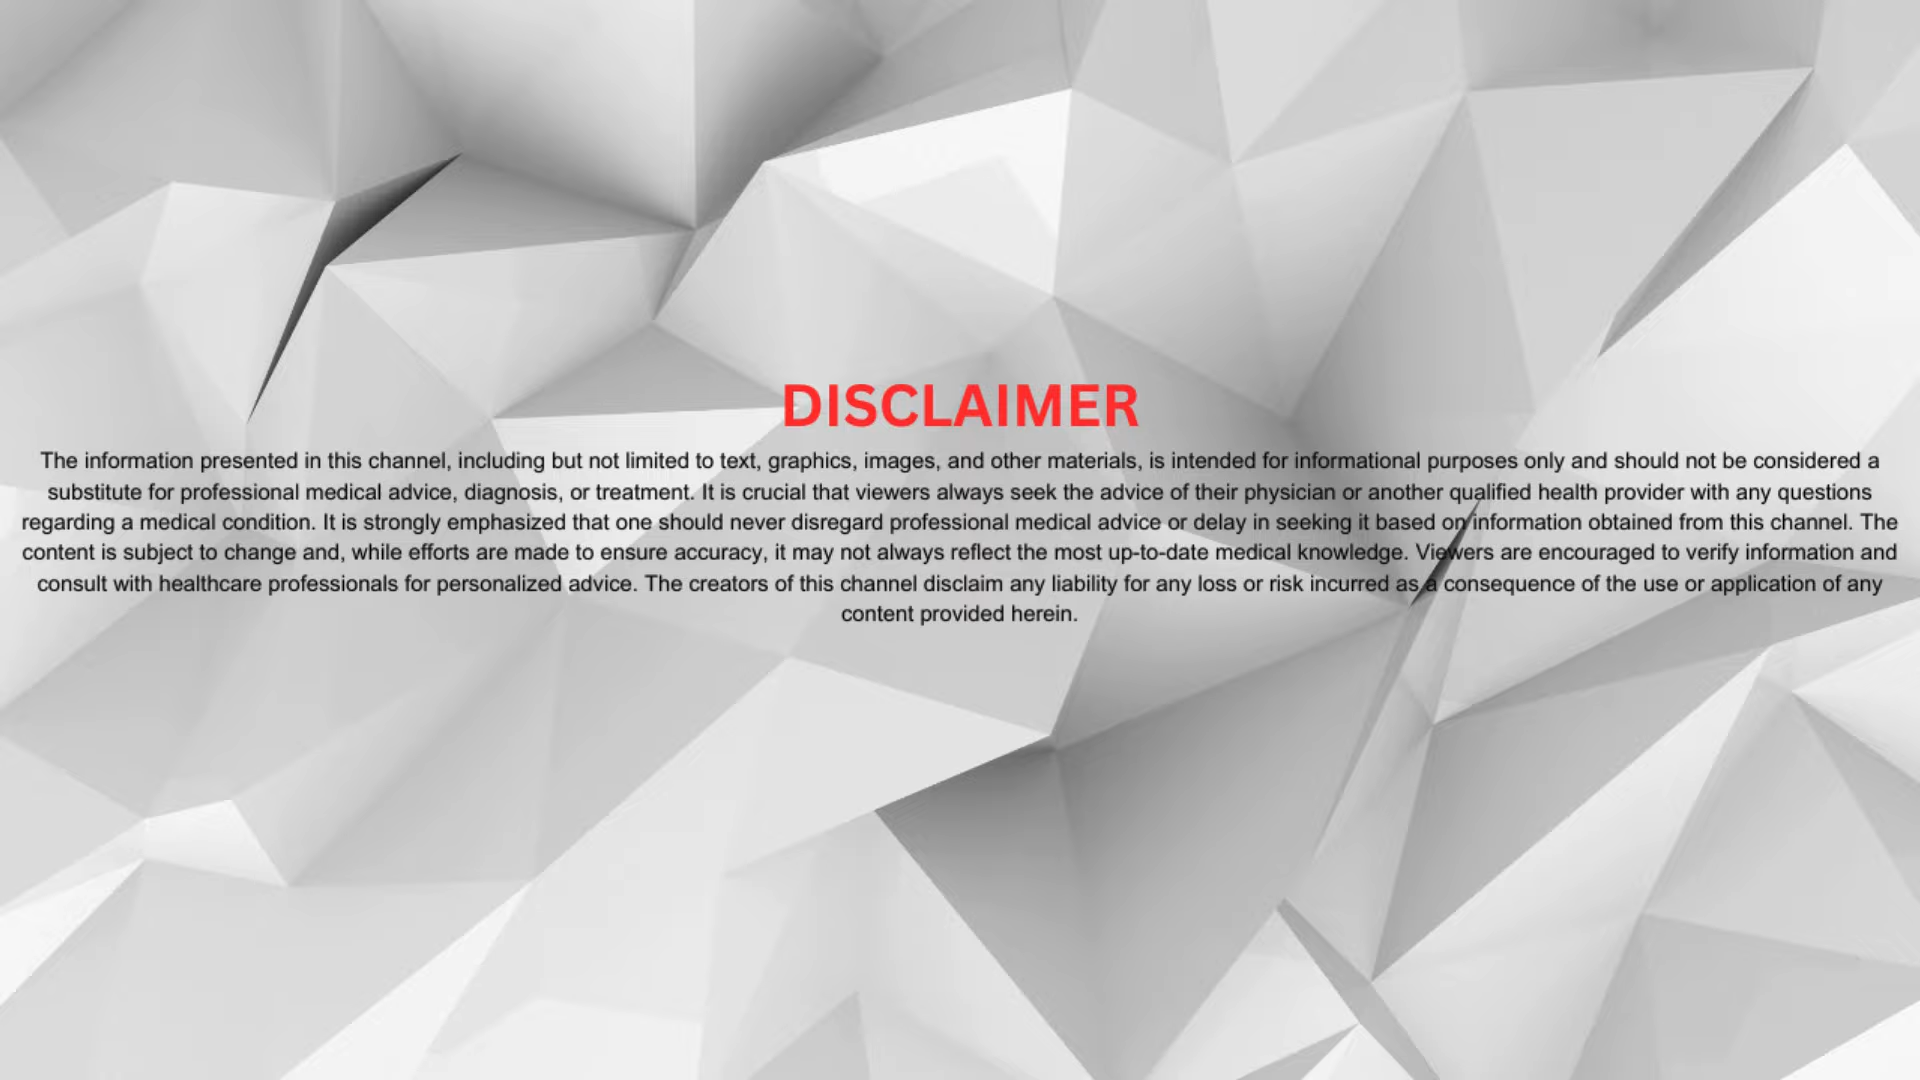 DISCLAIMER
The information presented in this channel, including but not limited to text, graphics, images, and other materials, is intended for informational purposes only and should not be considered a
substitute for professional medical advice, diagnosis, or treatment. It is crucial that viewers always seek the advice of their physician or another qualified health provider with any questions
regarding a medical condition. It is strongly emphasized that one should never disregard professional medical advice or delay in seeking it based on information obtained from this channel. The
content is subject to change and, while efforts are made to ensure accuracy, it may not always reflect the most up-to-date medical knowledge. Viewers are encouraged to verify information and
consult with healthcare professionals for personalized advice. The creators of this channel disclaim any liability for any loss or risk incurred as a consequence of the use or application of any
content provided herein.